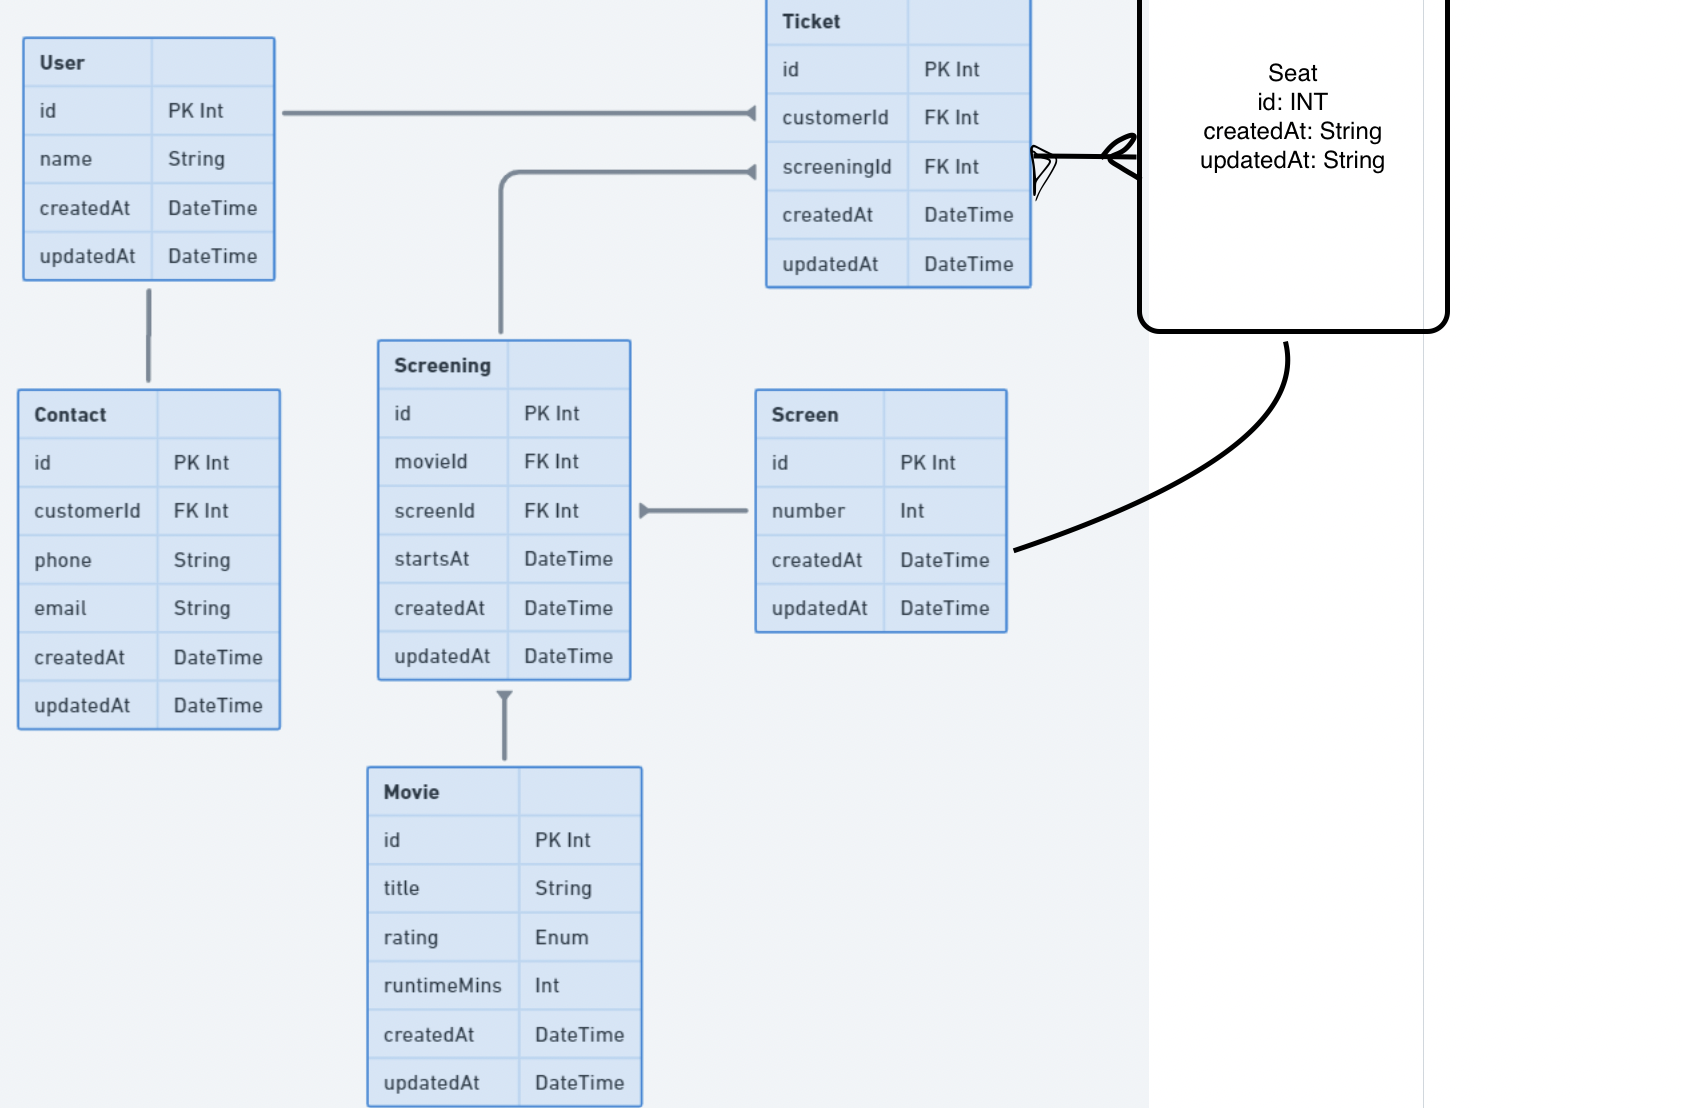 User
id PK Int
name String
createdAt DateTime
updatedAt DateTime
Ticket
id PK Int
customerId FK Int
screeningId FK Int
createdAt DateTime
updatedAt DateTime
Seat
id: INT
createdAt: String
updatedAt: String
Contact
id PK Int
customerId FK Int
phone String
email String
createdAt DateTime
updatedAt DateTime
Screening
id PK Int
movieId FK Int
screenId FK Int
startsAt DateTime
createdAt DateTime
updatedAt DateTime
Screen
id PK Int
number Int
createdAt DateTime
updatedAt DateTime
Movie
id PK Int
title String
rating Enum
runtimeMins Int
createdAt DateTime
updatedAt DateTime